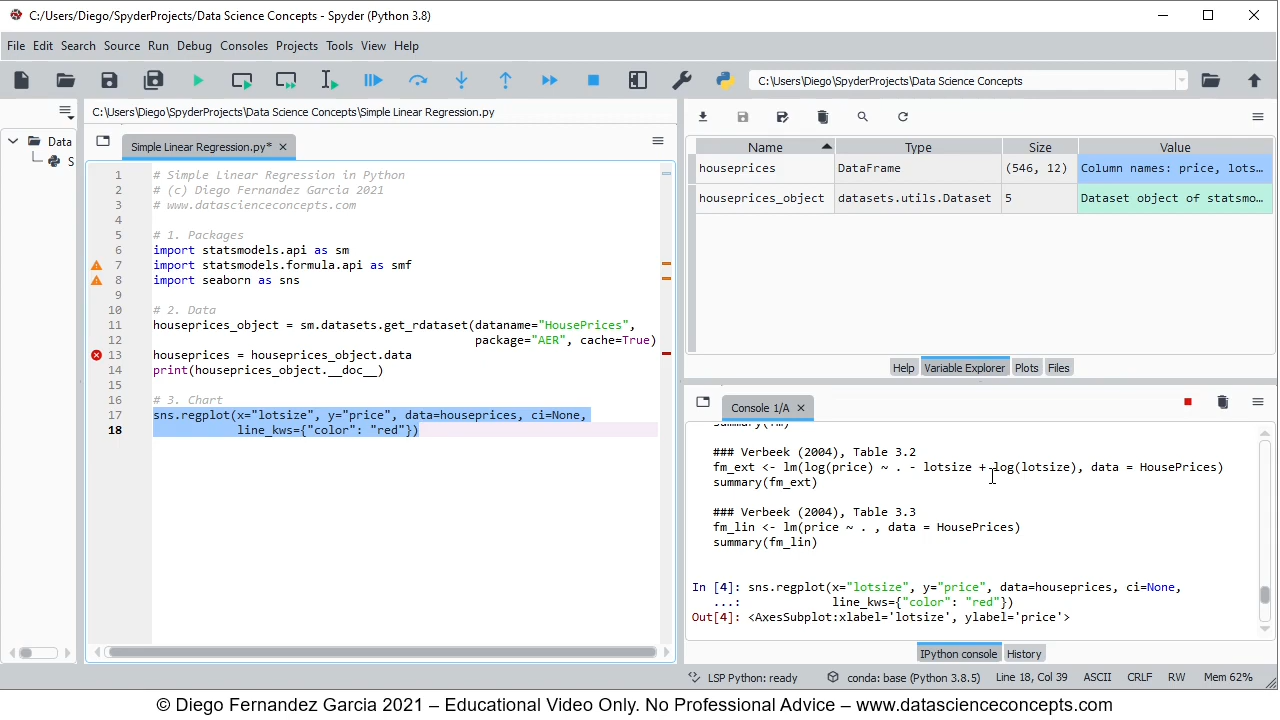 C:/Users/Diego/SpyderProjects/Data Science Concepts - Spyder (Python 3.8)
File Edit Search Source Run Debug Consoles Projects Tools View Help
C:\Users\Diego\SpyderProjects\Data Science Concepts
C:\Users\Diego\SpyderProjects\Data Science Concepts\Simple Linear Regression.py
Data
S
Simple Linear Regression.py*
1 # Simple Linear Regression in Python
2 # (c) Diego Fernandez Garcia 2021
3 # www.datascienceconcepts.com
4
5 # 1. Packages
6 import statsmodels.api as sm
7 import statsmodels.formula.api as smf
8 import seaborn as sns
9
10 # 2. Data
11 houseprices_object = sm.datasets.get_rdataset(dataname="HousePrices",
12 package="AER", cache=True)
13 houseprices = houseprices_object.data
14 print(houseprices_object.__doc__)
15
16 # 3. Chart
17 sns.regplot(x="lotsize", y="price", data=houseprices, ci=None,
18 line_kws={"color": "red"})
Name Type Size Value
houseprices DataFrame (546, 12) Column names: price, lots…
houseprices_object datasets.utils.Dataset 5 Dataset object of statsmo…
Help Variable Explorer Plots Files
Console 1/A
summary(fm)
### Verbeek (2004), Table 3.2
fm_ext <- lm(log(price) ~ . - lotsize + log(lotsize), data = HousePrices)
summary(fm_ext)
### Verbeek (2004), Table 3.3
fm_lin <- lm(price ~ . , data = HousePrices)
summary(fm_lin)
In [4]: sns.regplot(x="lotsize", y="price", data=houseprices, ci=None,
...: line_kws={"color": "red"})
Out[4]: <AxesSubplot:xlabel='lotsize', ylabel='price'>
IPython console History
LSP Python: ready conda: base (Python 3.8.5) Line 18, Col 39 ASCII CRLF RW Mem 62%
© Diego Fernandez Garcia 2021 – Educational Video Only. No Professional Advice – www.datascienceconcepts.com